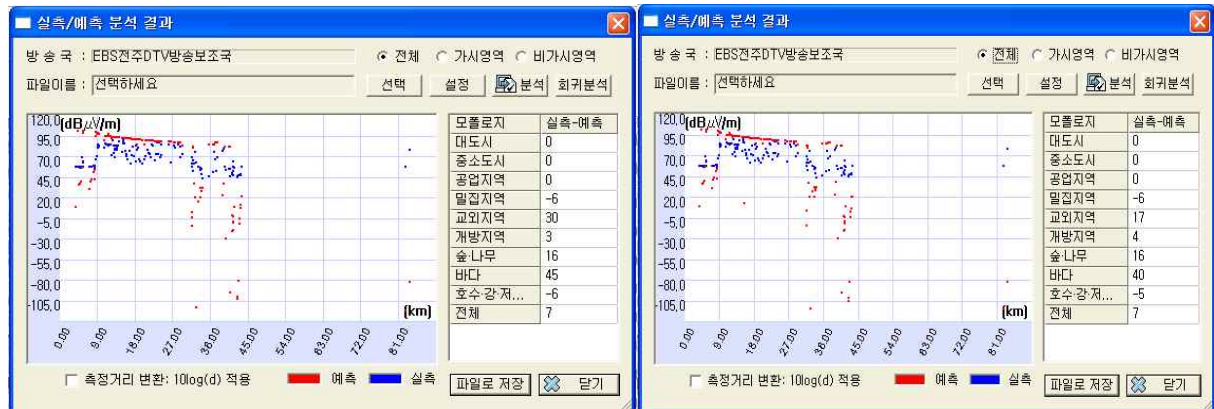 실측/예측 분석 결과
방 송 국 : EBS전주DTV방송보조국
전체 가시영역 비가시영역
파일이름 : 선택하세요
선택 설정 분석 회귀분석
120,0 (dBμV/m)
95,0
70,0
45,0
20,0
-5,0
-30,0
-55,0
-80,0
-105,0
(km)
0.00 9.00 18.00 27.00 36.00 45.00 54.00 63.00 72.00 81.00
모폴로지 실측-예측
대도시 0
중소도시 0
공업지역 0
밀집지역 -6
교외지역 30
개방지역 3
숲·나무 16
바다 45
호수·강·저... -6
전체 7
측정거리 변환: 10log(d) 적용 예측 실측
파일로 저장 닫기
실측/예측 분석 결과
방 송 국 : EBS전주DTV방송보조국
전체 가시영역 비가시영역
파일이름 : 선택하세요
선택 설정 분석 회귀분석
120,0 (dBμV/m)
95,0
70,0
45,0
20,0
-5,0
-30,0
-55,0
-80,0
-105,0
(km)
0.00 9.00 18.00 27.00 36.00 45.00 54.00 63.00 72.00 81.00
모폴로지 실측-예측
대도시 0
중소도시 0
공업지역 0
밀집지역 -6
교외지역 17
개방지역 4
숲·나무 16
바다 40
호수·강·저... -5
전체 7
측정거리 변환: 10log(d) 적용 예측 실측
파일로 저장 닫기